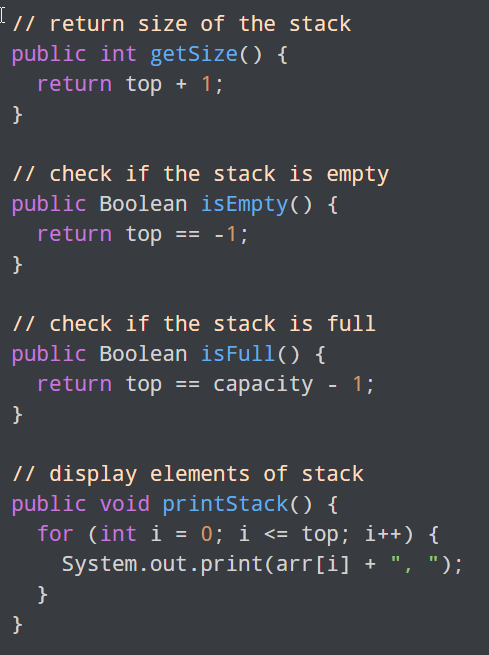 // return size of the stack
public int getSize() {
return top + 1;
}
// check if the stack is empty
public Boolean isEmpty() {
return top == -1;
}
// check if the stack is full
public Boolean isFull() {
return top == capacity - 1;
}
// display elements of stack
public void printStack() {
for (int i = 0; i <= top; i++) {
System.out.print(arr[i] + ", ");
}
}